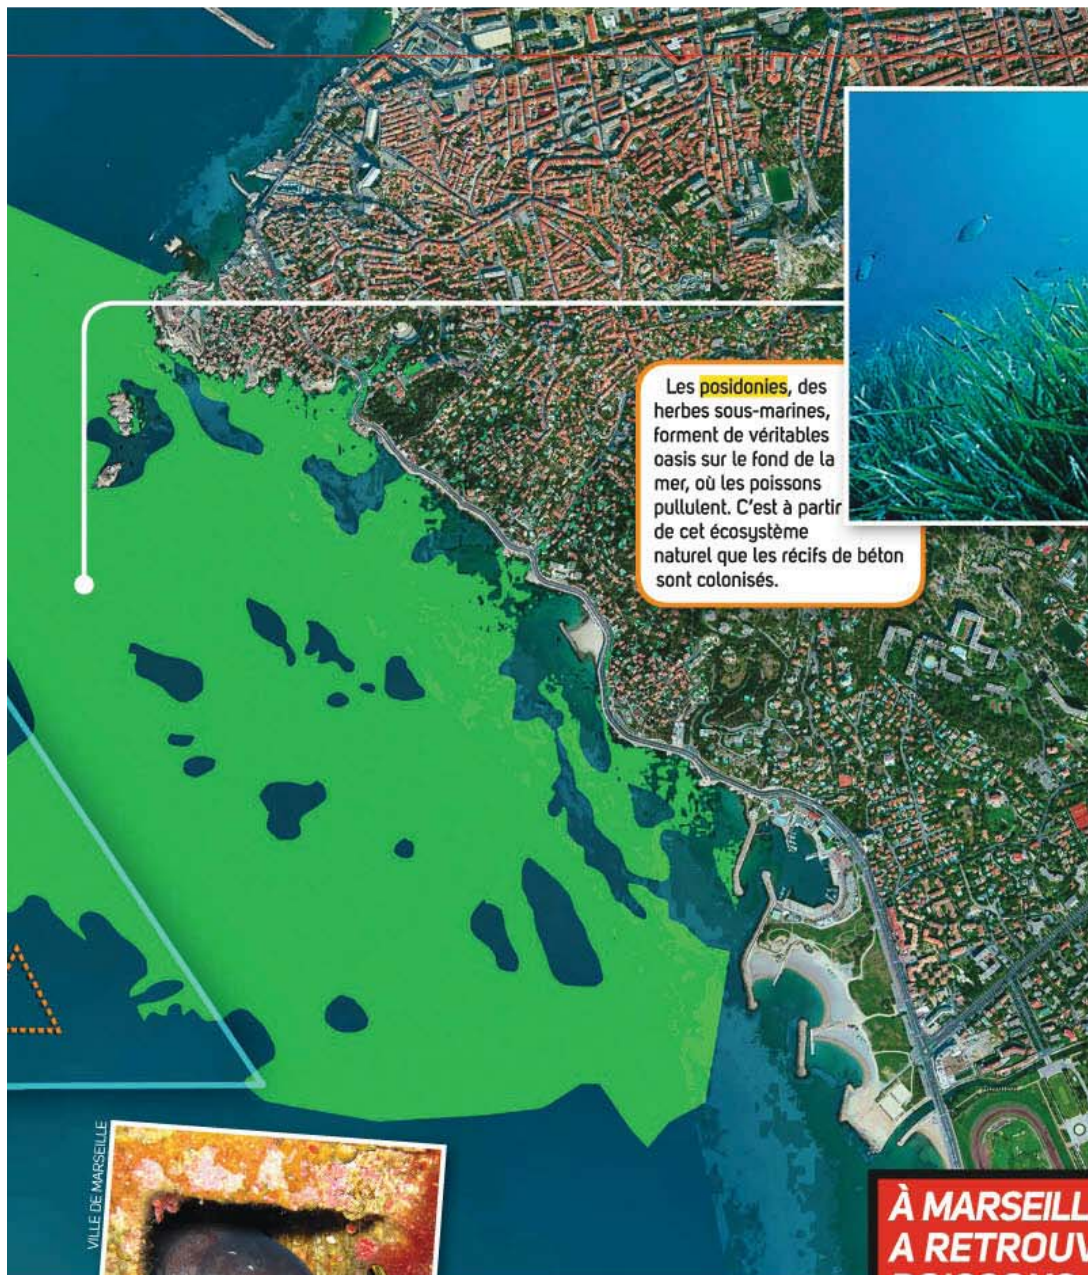 Les posidonies, des
herbes sous-marines,
forment de véritables
oasis sur le fond de la
mer, où les poissons
pullulent. C'est à partir
de cet écosystème
naturel que les récifs de béton
sont colonisés.
VILLE DE MARSEILLE
À MARSEILL
A RETROUV